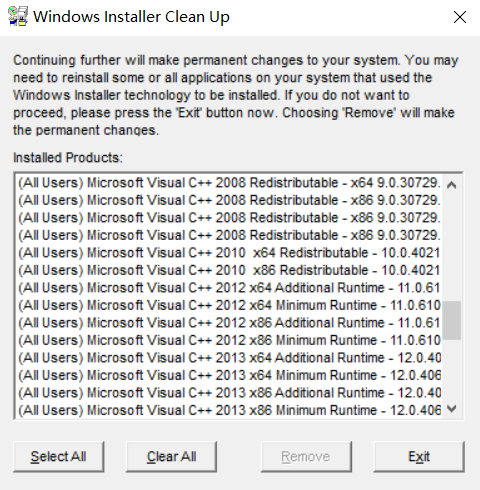 Windows Installer Clean Up
Continuing further will make permanent changes to your system. You may
need to reinstall some or all applications on your system that used the
Windows Installer technology to be installed. If you do not want to
proceed, please press the 'Exit' button now. Choosing 'Remove' will make
the permanent changes.
Installed Products:
(All Users) Microsoft Visual C++ 2008 Redistributable - x64 9.0.30729.
(All Users) Microsoft Visual C++ 2008 Redistributable - x86 9.0.30729.
(All Users) Microsoft Visual C++ 2008 Redistributable - x86 9.0.30729.
(All Users) Microsoft Visual C++ 2008 Redistributable - x86 9.0.30729.
(All Users) Microsoft Visual C++ 2010  x64 Redistributable - 10.0.4021
(All Users) Microsoft Visual C++ 2010  x86 Redistributable - 10.0.4021
(All Users) Microsoft Visual C++ 2012 x64 Additional Runtime - 11.0.61
(All Users) Microsoft Visual C++ 2012 x64 Minimum Runtime - 11.0.610
(All Users) Microsoft Visual C++ 2012 x86 Additional Runtime - 11.0.61
(All Users) Microsoft Visual C++ 2012 x86 Minimum Runtime - 11.0.610
(All Users) Microsoft Visual C++ 2013 x64 Additional Runtime - 12.0.40
(All Users) Microsoft Visual C++ 2013 x64 Minimum Runtime - 12.0.406
(All Users) Microsoft Visual C++ 2013 x86 Additional Runtime - 12.0.40
(All Users) Microsoft Visual C++ 2013 x86 Minimum Runtime - 12.0.406
Select All
Clear All
Remove
Exit